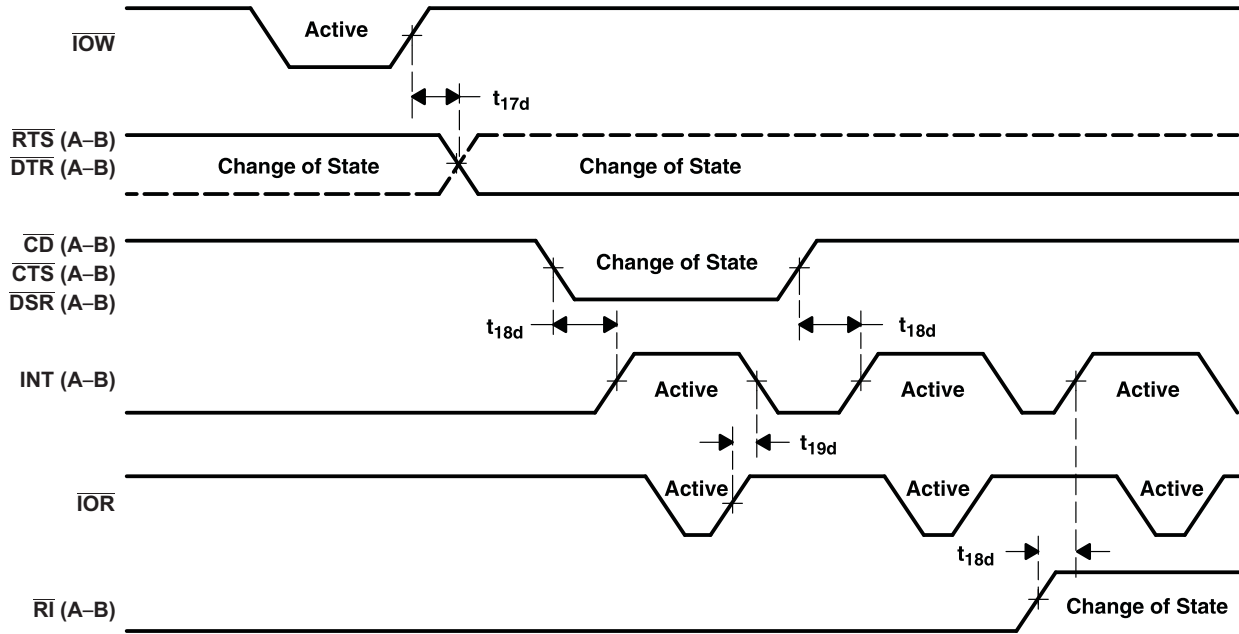 IOW
Active
t17d
RTS (A–B)
DTR (A–B)
Change of State
Change of State
CD (A–B)
CTS (A–B)
DSR (A–B)
Change of State
t18d
t18d
INT (A–B)
Active
Active
Active
t19d
IOR
Active
Active
Active
t18d
RI (A–B)
Change of State